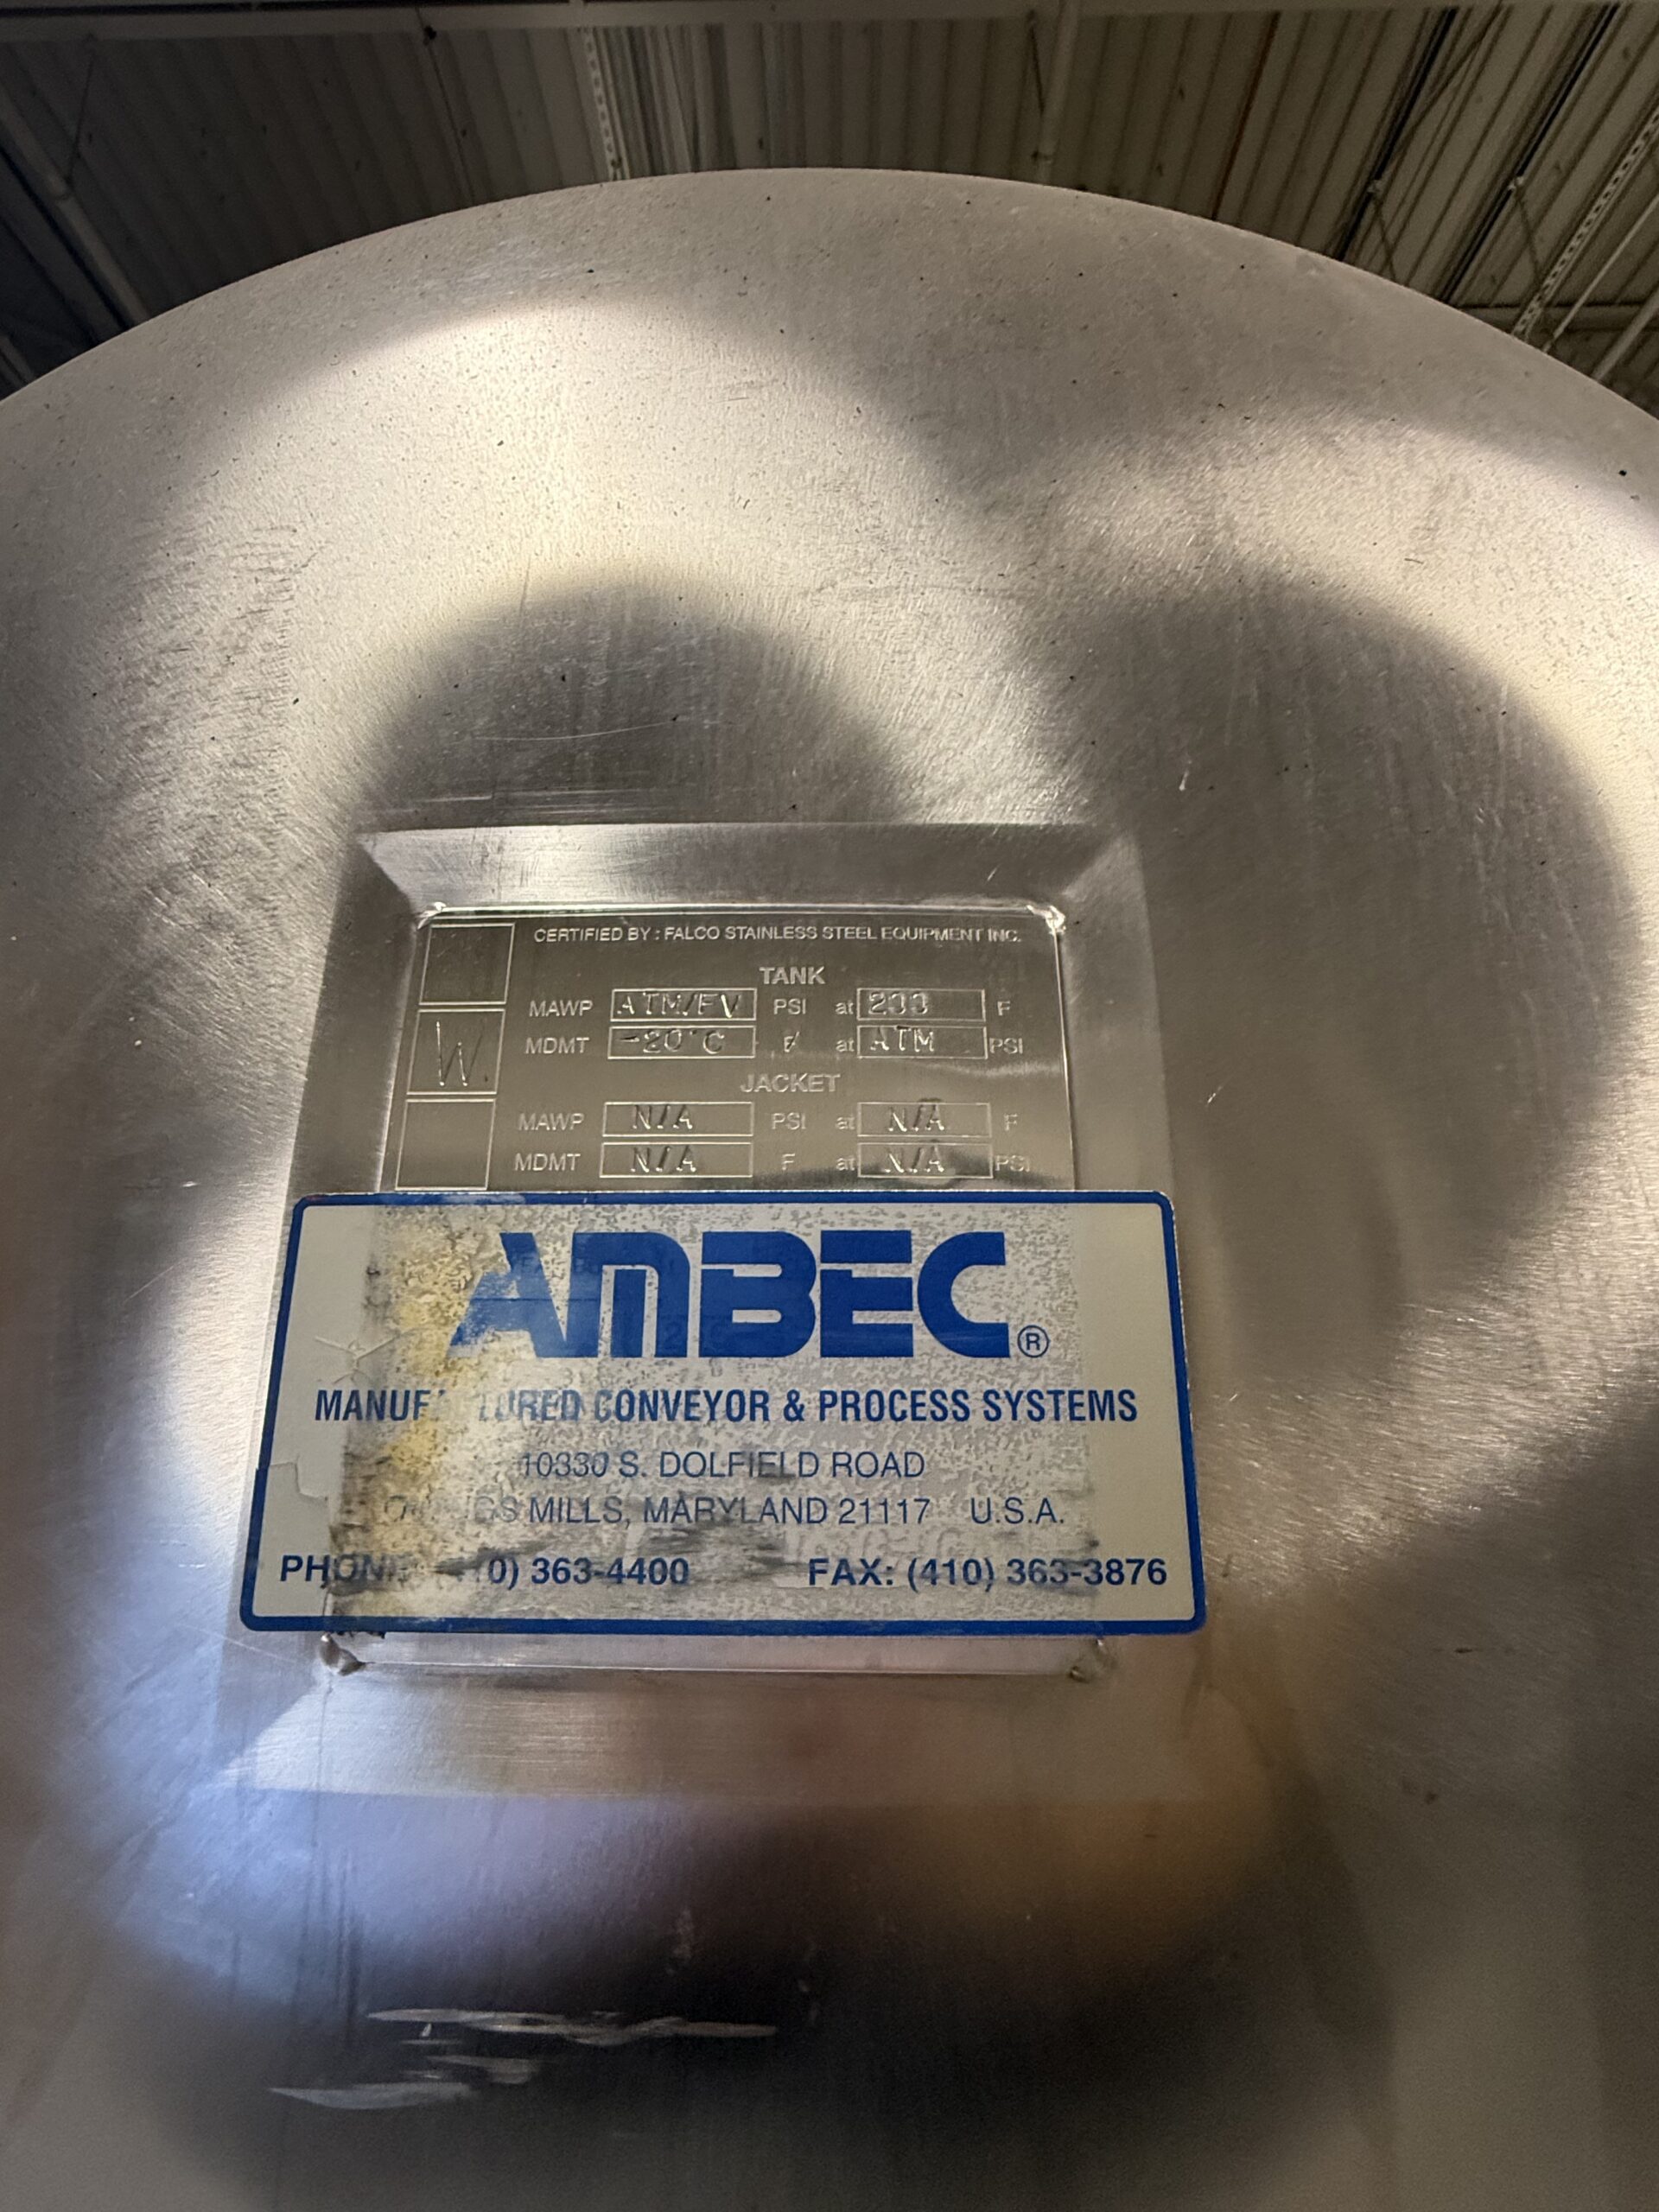 CERTIFIED BY : FALCO STAINLESS STEEL EQUIPMENT INC.
TANK
MAWP ATM/FV PSI at 233 F
W
MDMT -20°C F at ATM PSI
JACKET
MAWP N/A PSI at N/A F
MDMT N/A F at N/A PSI
AMBEC®
CONVEYOR & PROCESS SYSTEMS
10330 S. DOLFIELD ROAD
MILLS, MARYLAND 21117 U.S.A.
363-4400 FAX: (410) 363-3876